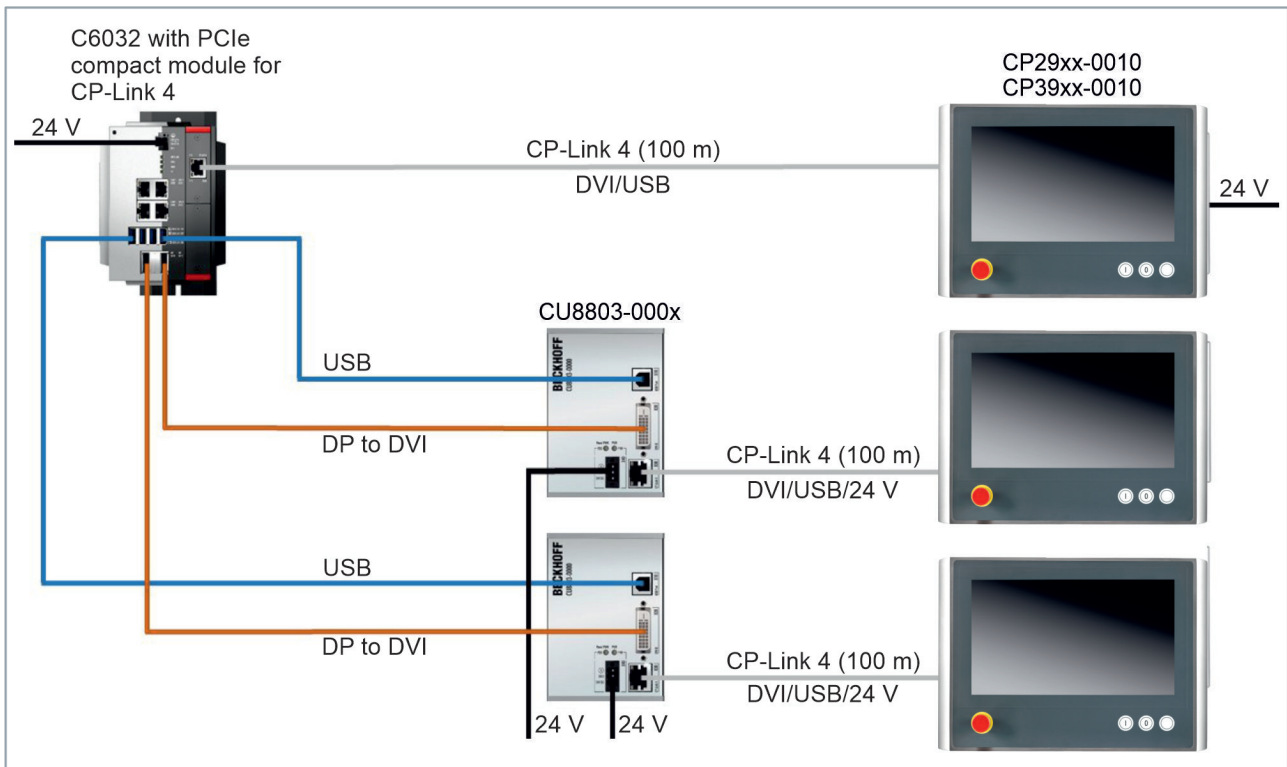 C6032 with PCIe
compact module for
CP-Link 4
24 V
CP29xx-0010
CP39xx-0010
CP-Link 4 (100 m)
DVI/USB
24 V
CU8803-000x
BECKHOFF
USB
DP to DVI
CP-Link 4 (100 m)
DVI/USB/24 V
BECKHOFF
USB
DP to DVI
CP-Link 4 (100 m)
DVI/USB/24 V
24 V
24 V